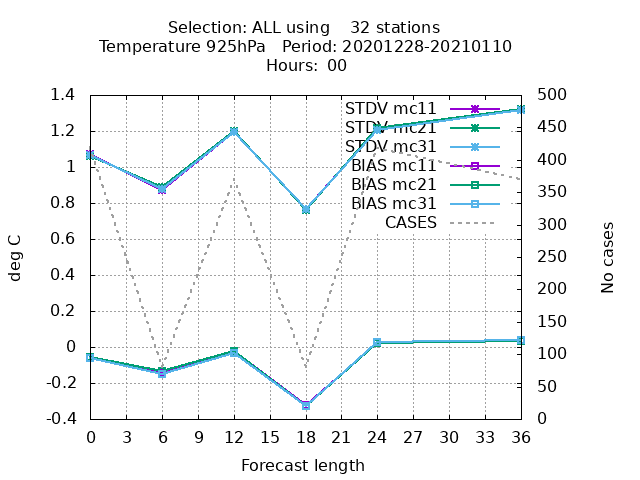 Selection: ALL using 32 stations
Temperature 925hPa Period: 20201228-20210110
Hours: 00
1.4
1.2
1
0.8
0.6
0.4
0.2
0
-0.2
-0.4
deg C
500
450
400
350
300
250
200
150
100
50
0
No cases
STDV mc11
STDV mc21
STDV mc31
BIAS mc11
BIAS mc21
BIAS mc31
CASES
0 3 6 9 12 15 18 21 24 27 30 33 36
Forecast length